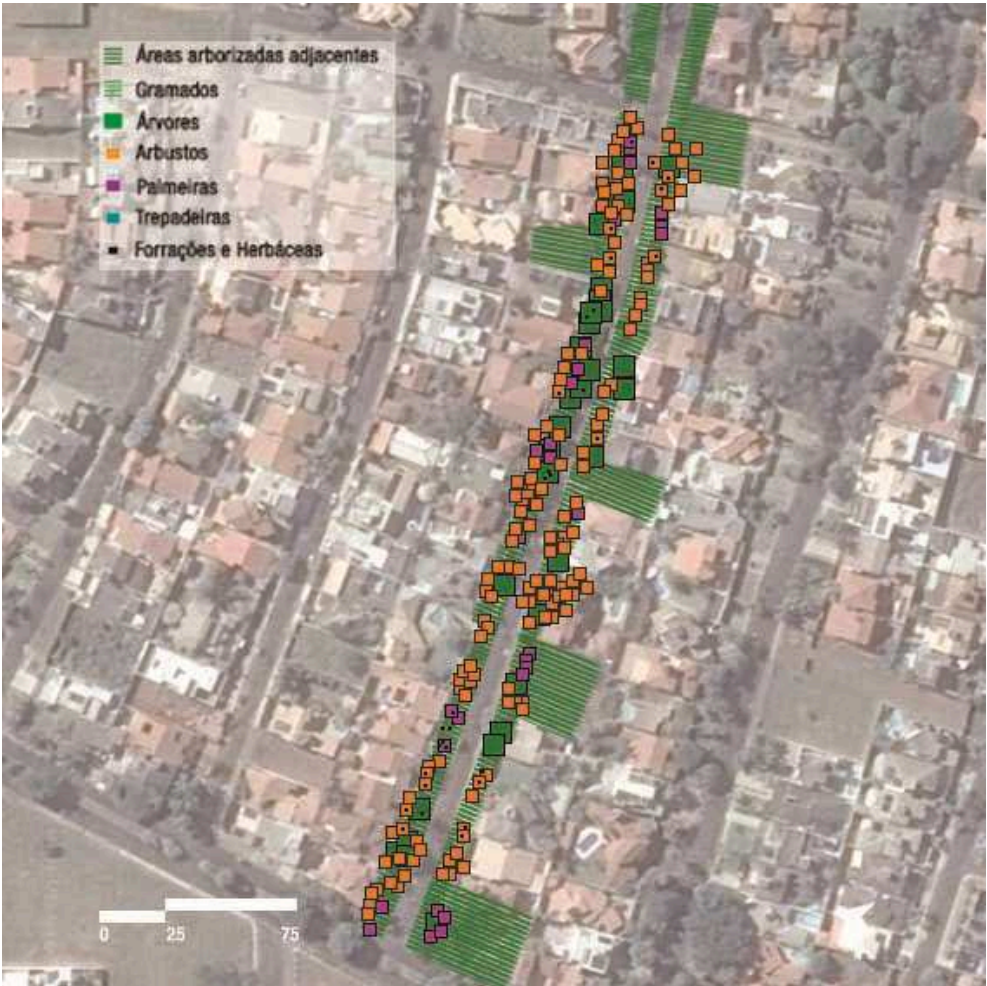 Áreas arborizadas adjacentes
Gramados
Árvores
Arbustos
Palmeiras
Trepadeiras
Forrações e Herbáceas
0 25 75